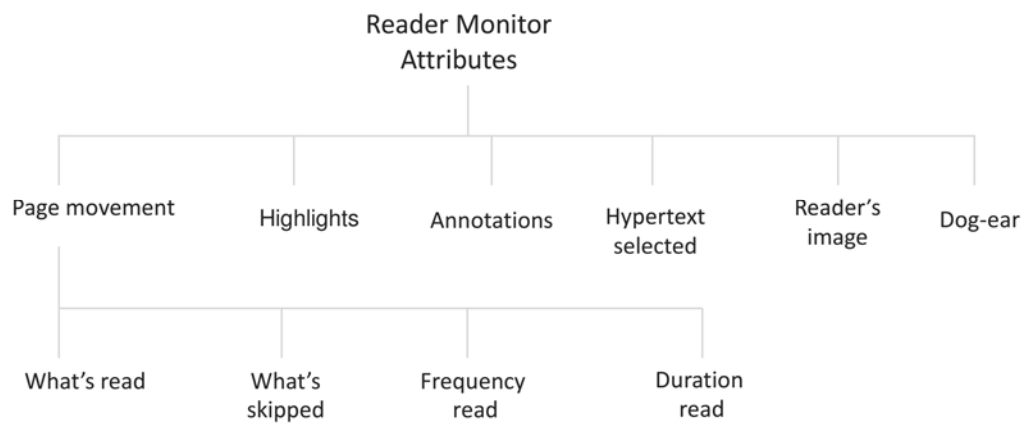 Reader Monitor
Attributes
Page movement
Highlights
Annotations
Hypertext
selected
Reader’s
image
Dog-ear
What’s read
What’s
skipped
Frequency
read
Duration
read